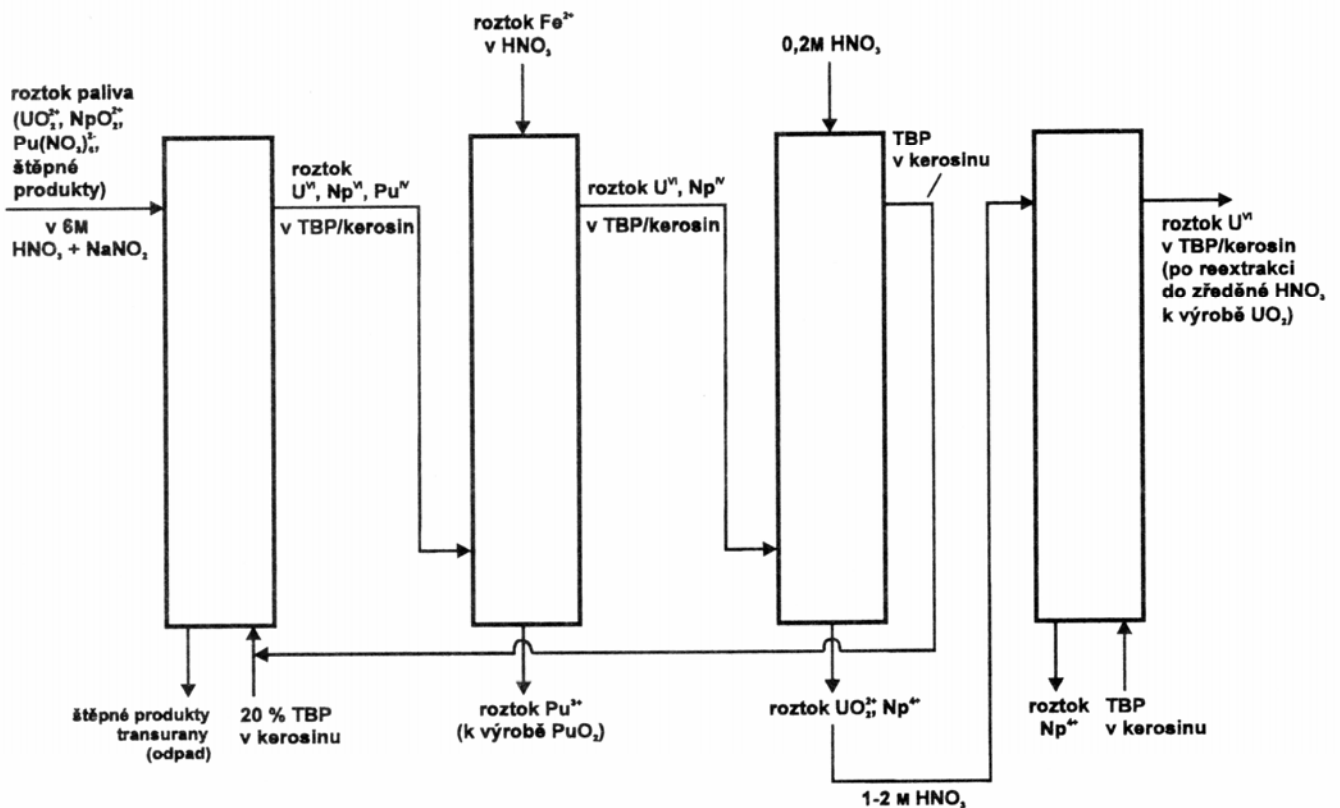 roztok paliva
(UO₂²⁺, NpO₂²⁺,
Pu(NO₃)₆²⁻,
štěpné
produkty)
v 6M
HNO₃ + NaNO₂
roztok
U^VI, Np^VI, Pu^IV
v TBP/kerosin
štěpné produkty
transurany
(odpad)
20 % TBP
v kerosinu
roztok Fe²⁺
v HNO₃
roztok U^VI, Np^IV
v TBP/kerosin
roztok Pu³⁺
(k výrobě PuO₂)
0,2M HNO₃
TBP
v kerosinu
roztok UO₂²⁺, Np⁴⁺
1-2 M HNO₃
roztok U^VI
v TBP/kerosin
(po reextrakci
do zředěné HNO₃
k výrobě UO₂)
roztok
Np⁴⁺
TBP
v kerosinu